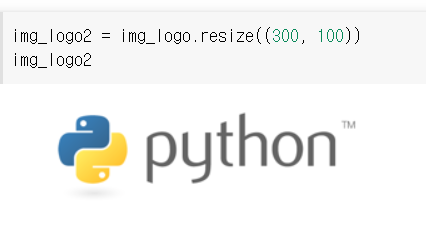 img_logo2 = img_logo.resize((300, 100))
img_logo2
python™